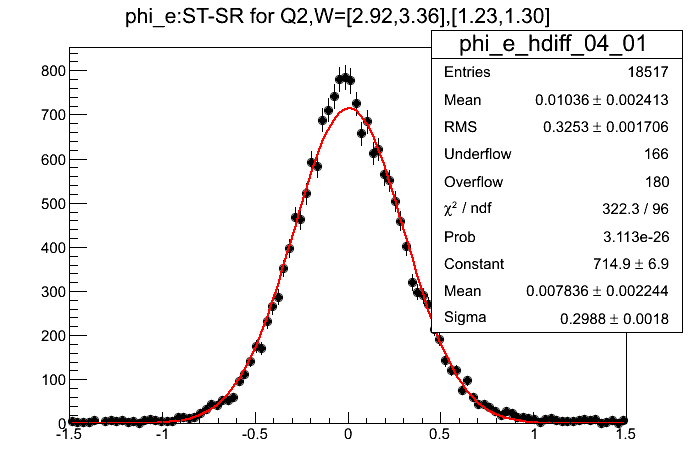 phi_e:ST-SR for Q2,W=[2.92,3.36],[1.23,1.30]
phi_e_hdiff_04_01
Entries 18517
Mean 0.01036 ± 0.002413
RMS 0.3253 ± 0.001706
Underflow 166
Overflow 180
χ² / ndf 322.3 / 96
Prob 3.113e-26
Constant 714.9 ± 6.9
Mean 0.007836 ± 0.002244
Sigma 0.2988 ± 0.0018
800
700
600
500
400
300
200
100
0
-1.5 -1 -0.5 0 0.5 1 1.5